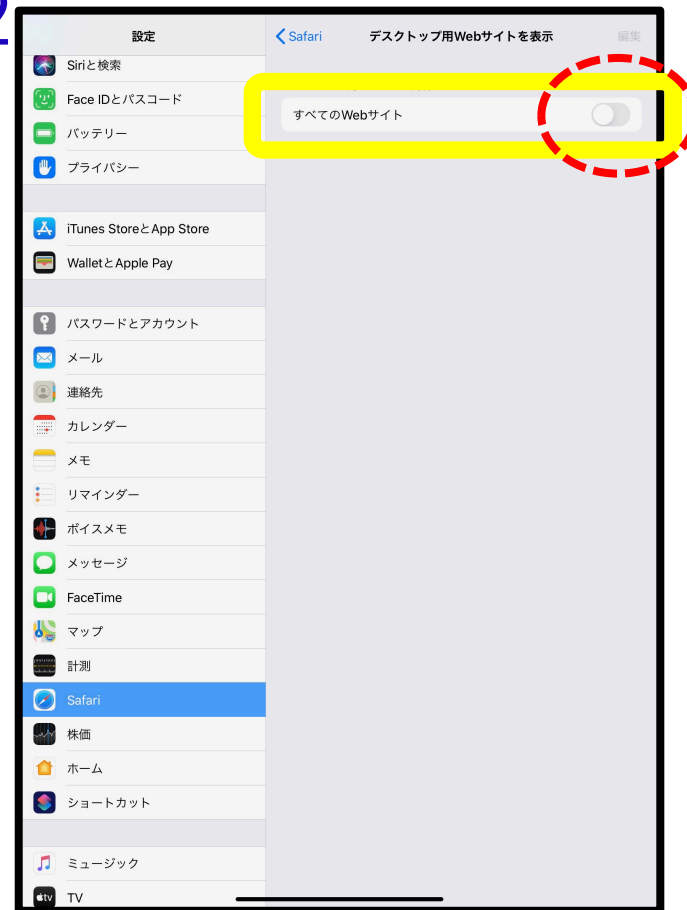 設定
Siriと検索
Face IDとパスコード
バッテリー
プライバシー
iTunes StoreとApp Store
WalletとApple Pay
パスワードとアカウント
メール
連絡先
カレンダー
メモ
リマインダー
ボイスメモ
メッセージ
FaceTime
マップ
計測
Safari
株価
ホーム
ショートカット
ミュージック
tv
TV
Safari
デスクトップ用Webサイトを表示
編集
すべてのWebサイト